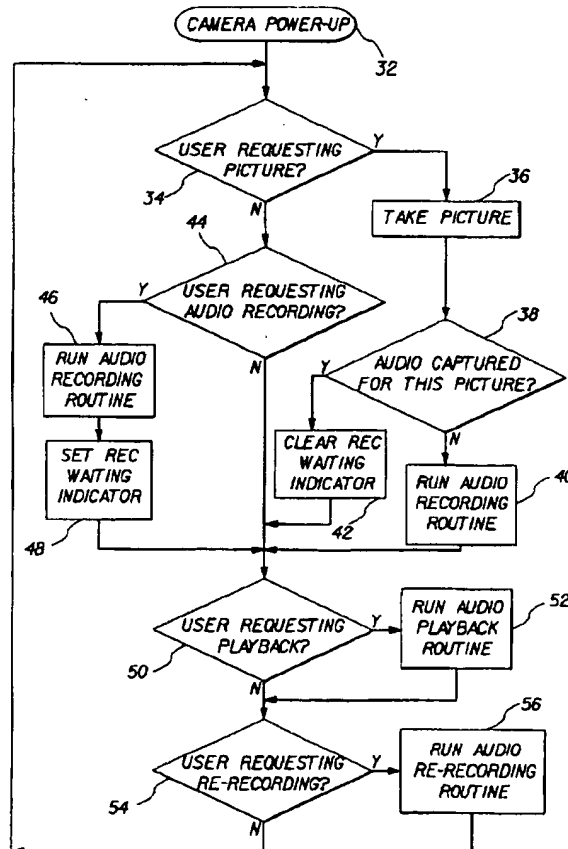 CAMERA POWER-UP
32
USER REQUESTING
PICTURE?
Y
34
N
36
TAKE PICTURE
44
Y
USER REQUESTING
AUDIO RECORDING?
N
46
RUN AUDIO
RECORDING
ROUTINE
SET REC
WAITING
INDICATOR
48
38
AUDIO CAPTURED
FOR THIS PICTURE?
Y
N
CLEAR REC
WAITING
INDICATOR
42
RUN AUDIO
RECORDING
ROUTINE
40
USER REQUESTING
PLAYBACK?
Y
50
N
RUN AUDIO
PLAYBACK
ROUTINE
52
USER REQUESTING
RE-RECORDING?
Y
54
N
56
RUN AUDIO
RE-RECORDING
ROUTINE